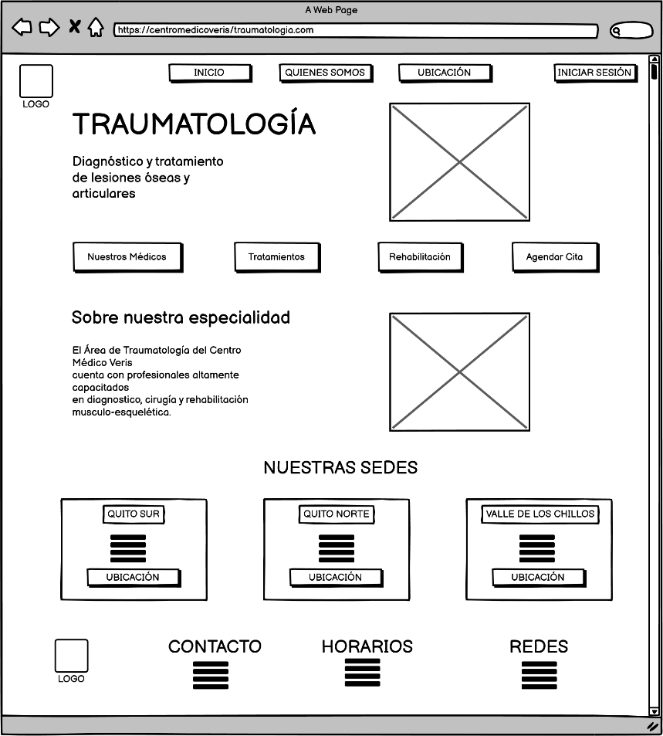 A Web Page
https://centromedicoveris/traumatologia.com
LOGO
INICIO
QUIENES SOMOS
UBICACIÓN
INICIAR SESIÓN
TRAUMATOLOGÍA
Diagnóstico y tratamiento
de lesiones óseas y
articulares
Nuestros Médicos
Tratamientos
Rehabilitación
Agendar Cita
Sobre nuestra especialidad
El Área de Traumatología del Centro
Médico Veris
cuenta con profesionales altamente
capacitados
en diagnostico, cirugía y rehabilitación
musculo-esquelética.
NUESTRAS SEDES
QUITO SUR
UBICACIÓN
QUITO NORTE
UBICACIÓN
VALLE DE LOS CHILLOS
UBICACIÓN
LOGO
CONTACTO
HORARIOS
REDES